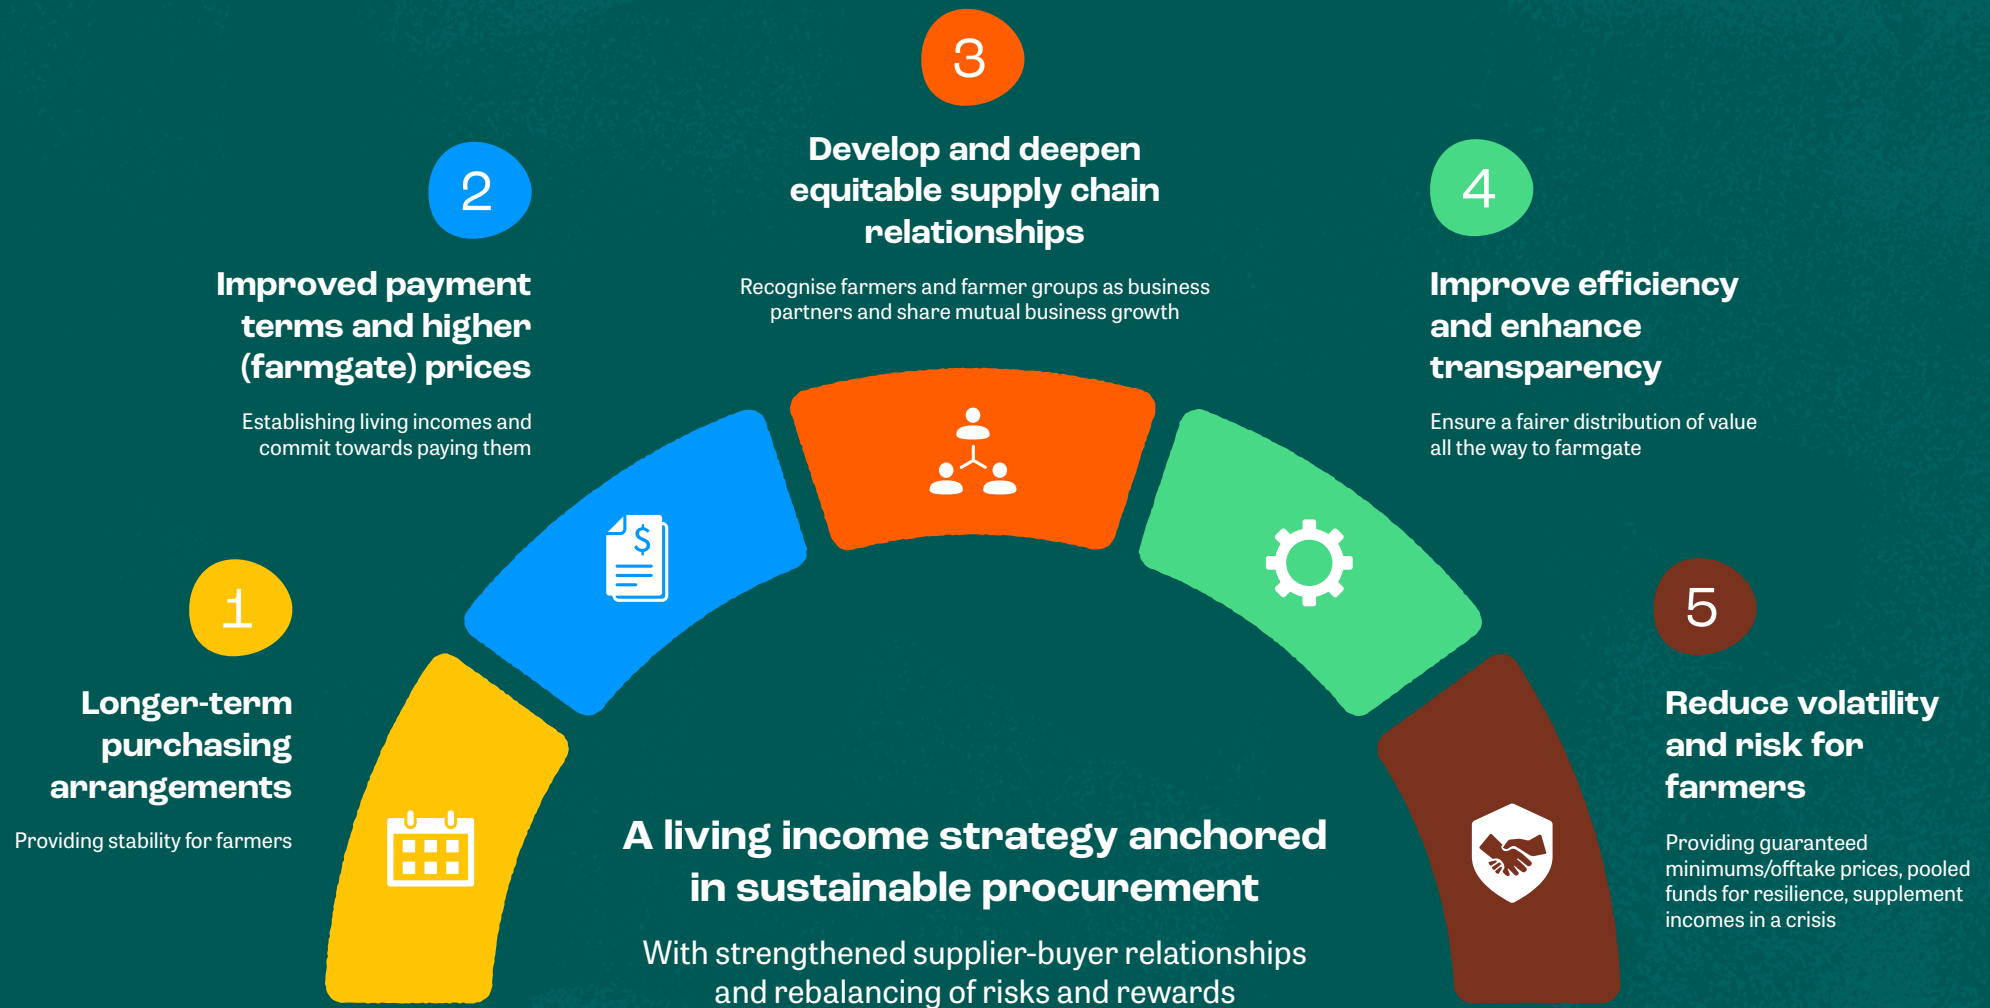 1
Longer-term
purchasing
arrangements
Providing stability for farmers
2
Improved payment
terms and higher
(farmgate) prices
Establishing living incomes and
commit towards paying them
3
Develop and deepen
equitable supply chain
relationships
Recognise farmers and farmer groups as business
partners and share mutual business growth
4
Improve efficiency
and enhance
transparency
Ensure a fairer distribution of value
all the way to farmgate
5
Reduce volatility
and risk for
farmers
Providing guaranteed
minimums/offtake prices, pooled
funds for resilience, supplement
incomes in a crisis
$
A living income strategy anchored
in sustainable procurement
With strengthened supplier-buyer relationships
and rebalancing of risks and rewards